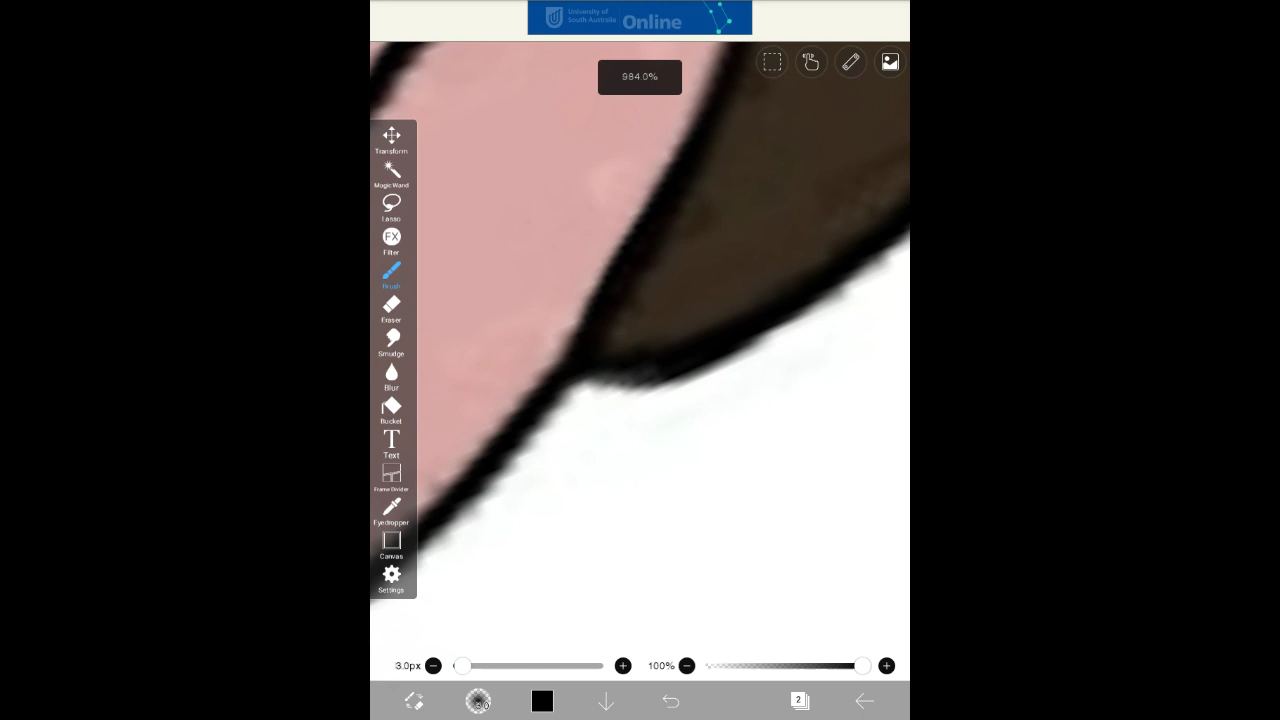 University of
South Australia
Online
984.0%
Transform
Magic Wand
Lasso
FX
Filter
Brush
Eraser
Smudge
Blur
Bucket
T
Text
Frame Divider
Eyedropper
Canvas
Settings
3.0px
100%
2